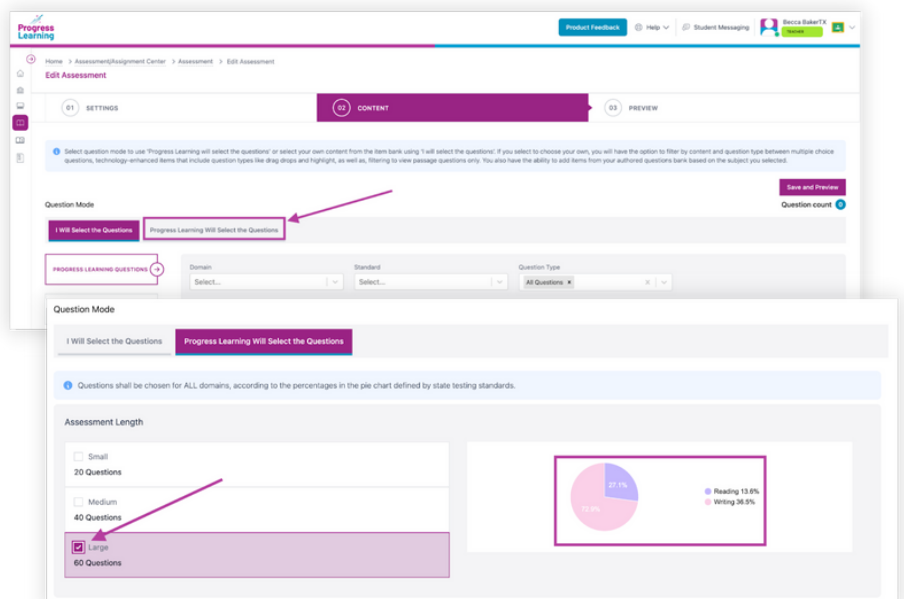 Progress
Learning
Product Feedback
Help
Student Messaging
Becca BakerTX
TEACHER
Home > Assessment/Assignment Center > Assessment > Edit Assessment
Edit Assessment
01 SETTINGS
02 CONTENT
03 PREVIEW
Select question mode to use 'Progress Learning will select the questions' or select your own content from the item bank using 'I will select the questions'. If you select to choose your own, you will have the option to filter by content and question type between multiple choice
questions, technology-enhanced items that include question types like drag drops and highlight, as well as, filtering to view passage questions only. You also have the ability to add items from your authored questions bank based on the subject you selected.
Save and Preview
Question Mode
Question count 0
I Will Select the Questions
Progress Learning Will Select the Questions
PROGRESS LEARNING QUESTIONS
Domain
Standard
Question Type
Select...
Select...
All Questions x
Question Mode
I Will Select the Questions
Progress Learning Will Select the Questions
Questions shall be chosen for ALL domains, according to the percentages in the pie chart defined by state testing standards.
Assessment Length
Small
20 Questions
Medium
40 Questions
Large
60 Questions
27.1%
72.9%
Reading 13.6%
Writing 36.5%